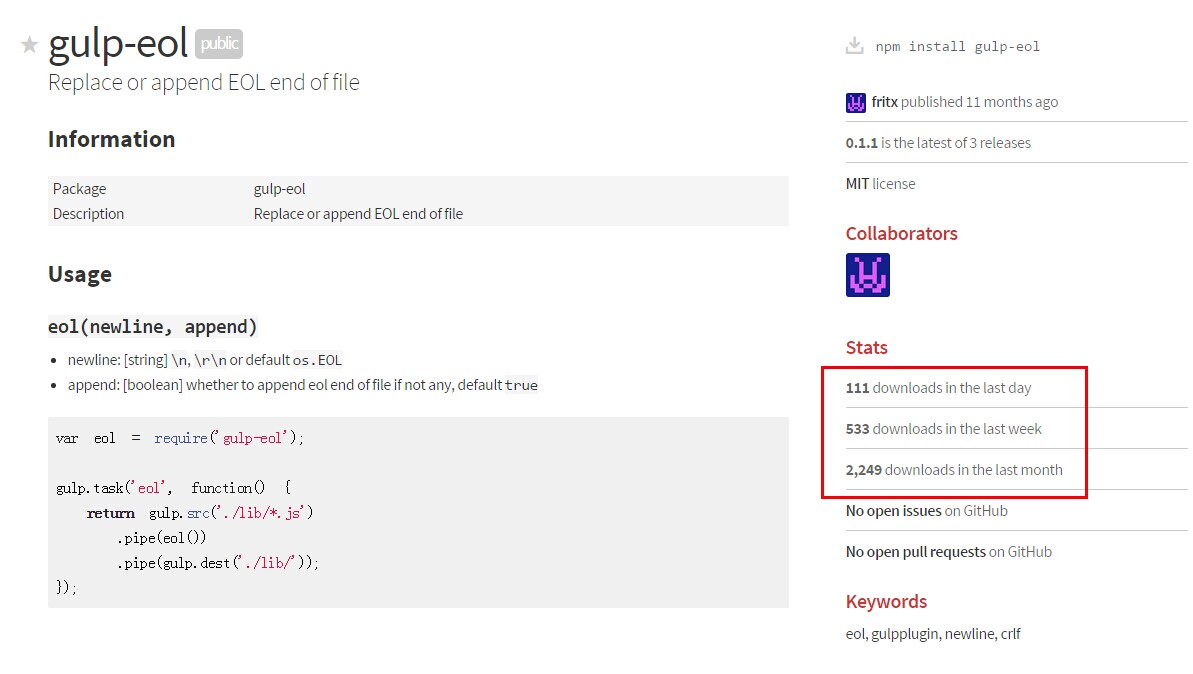 gulp-eol public
Replace or append EOL end of file
Information
Package gulp-eol
Description Replace or append EOL end of file
Usage
eol(newline, append)
newline: [string] \n, \r\n or default os.EOL
append: [boolean] whether to append eol end of file if not any, default true
var eol = require('gulp-eol');
gulp.task('eol', function() {
    return gulp.src('./lib/*.js')
        .pipe(eol())
        .pipe(gulp.dest('./lib/'));
});
npm install gulp-eol
fritx published 11 months ago
0.1.1 is the latest of 3 releases
MIT license
Collaborators
Stats
111 downloads in the last day
533 downloads in the last week
2,249 downloads in the last month
No open issues on GitHub
No open pull requests on GitHub
Keywords
eol, gulpplugin, newline, crlf